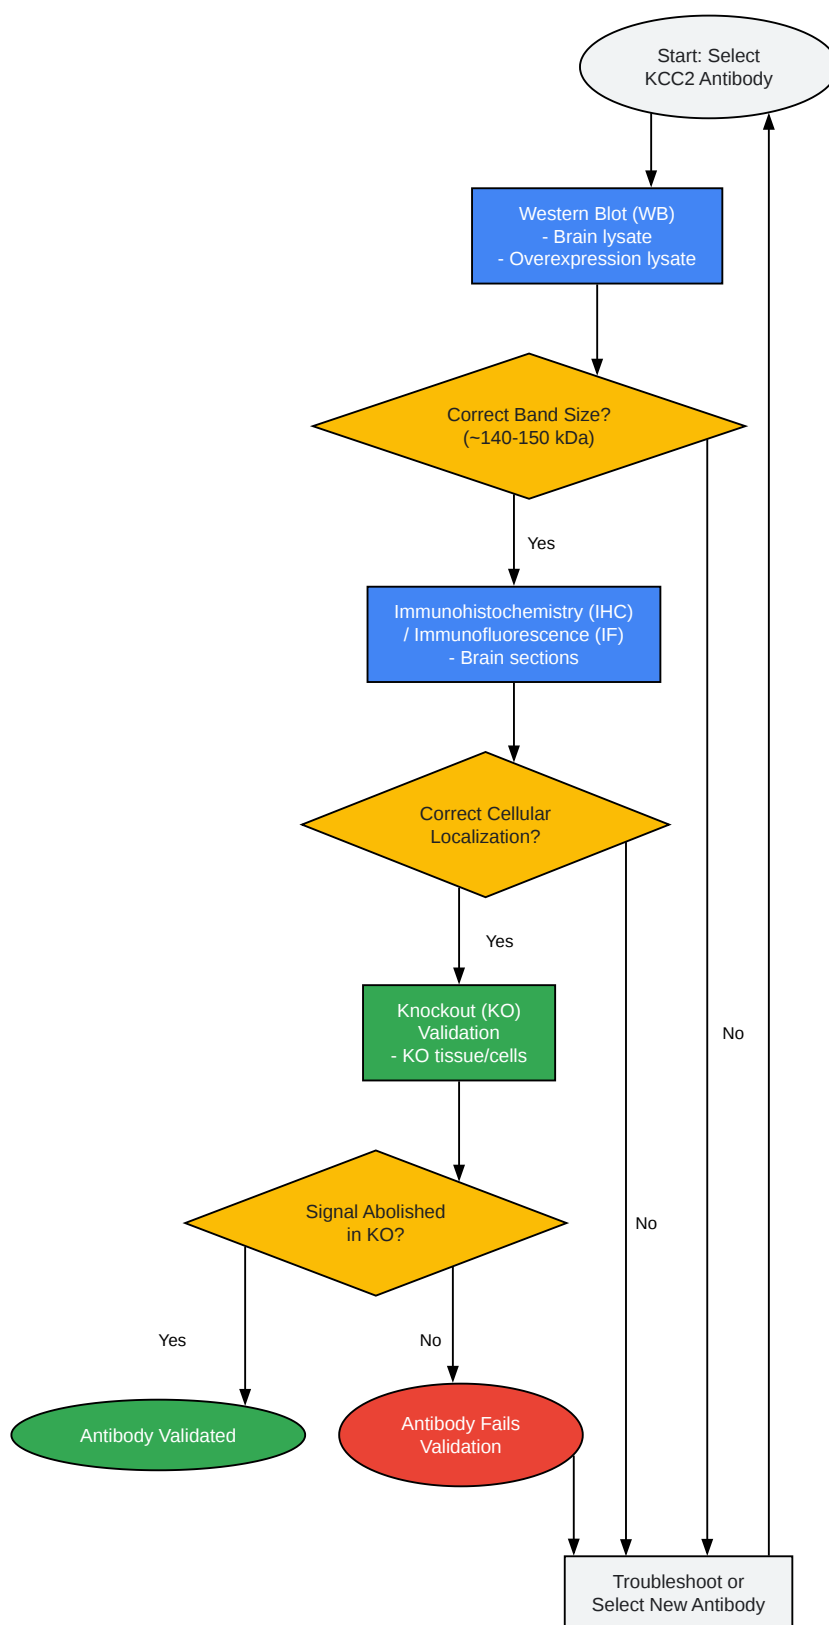 Start: Select
KCC2 Antibody
Western Blot (WB)
- Brain lysate
- Overexpression lysate
Correct Band Size?
(~140-150 kDa)
Yes
Immunohistochemistry (IHC)
/ Immunofluorescence (IF)
- Brain sections
Correct Cellular
Localization?
Yes
Knockout (KO)
Validation
- KO tissue/cells
No
Signal Abolished
in KO?
No
Yes
No
Antibody Validated
Antibody Fails
Validation
Troubleshoot or
Select New Antibody